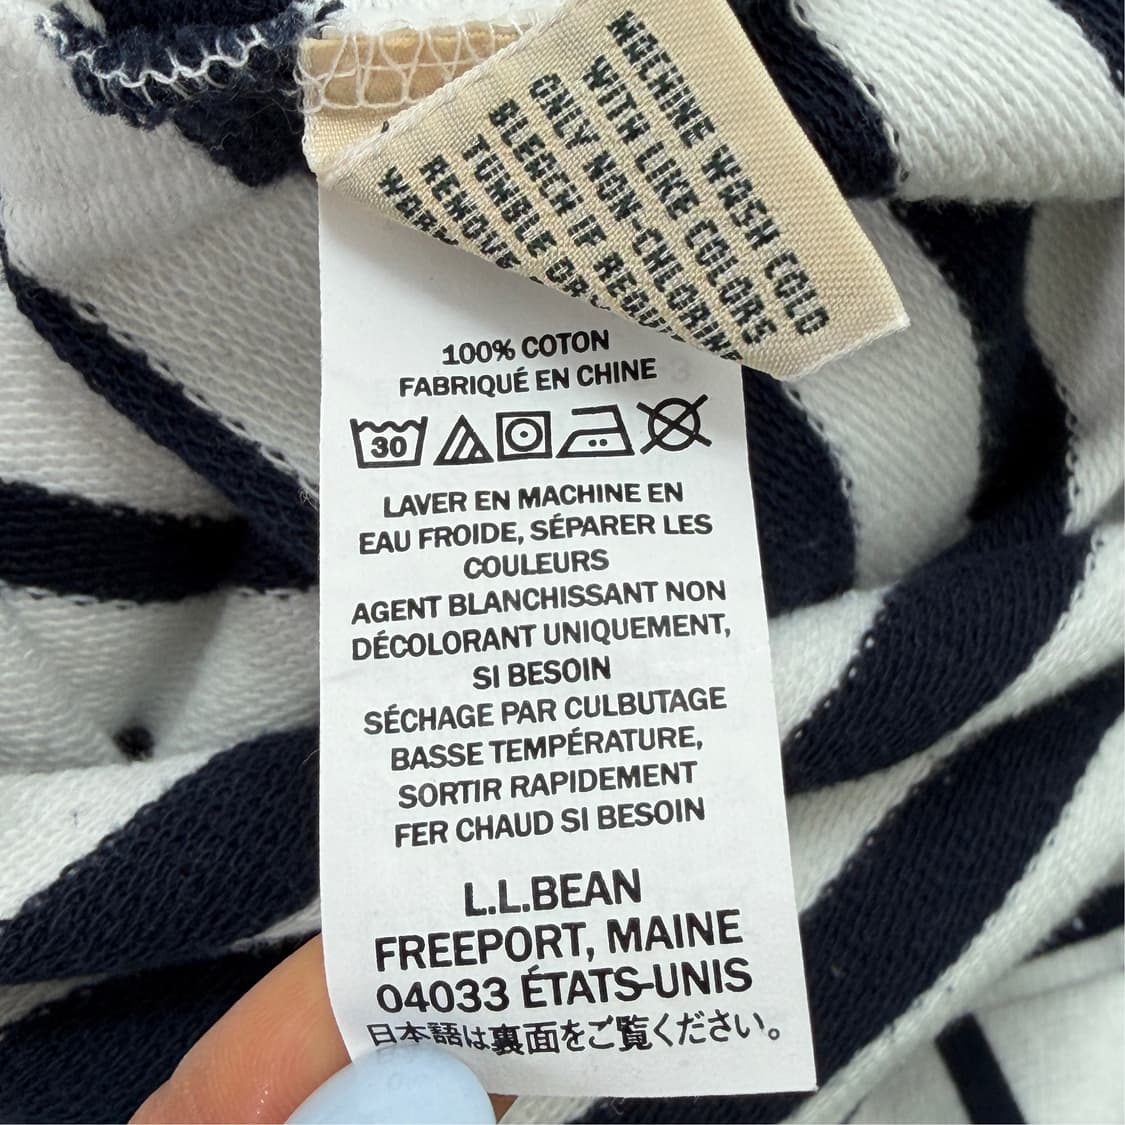 MACHINE WASH COLD
WITH LIKE COLORS
ONLY NON-CHLORINE
BLEACH IF
TUMBLE
REMOVE
100% COTON
FABRIQUÉ EN CHINE
30
LAVER EN MACHINE EN
EAU FROIDE, SÉPARER LES
COULEURS
AGENT BLANCHISSANT NON
DÉCOLORANT UNIQUEMENT,
SI BESOIN
SÉCHAGE PAR CULBUTAGE
BASSE TEMPÉRATURE,
SORTIR RAPIDEMENT
FER CHAUD SI BESOIN
L.L.BEAN
FREEPORT, MAINE
04033 ÉTATS-UNIS
日本語は裏面をご覧ください。